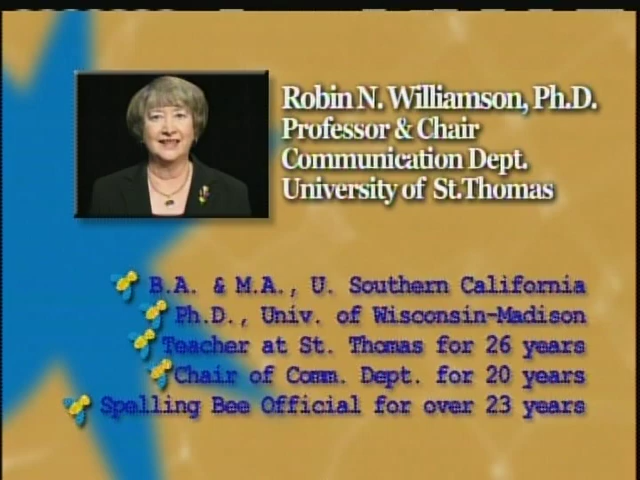 Robin N. Williamson, Ph.D.
Professor & Chair
Communication Dept.
University of St.Thomas
B.A. & M.A., U. Southern California
Ph.D., Univ. of Wisconsin-Madison
Teacher at St. Thomas for 26 years
Chair of Comm. Dept. for 20 years
Spelling Bee Official for over 23 years